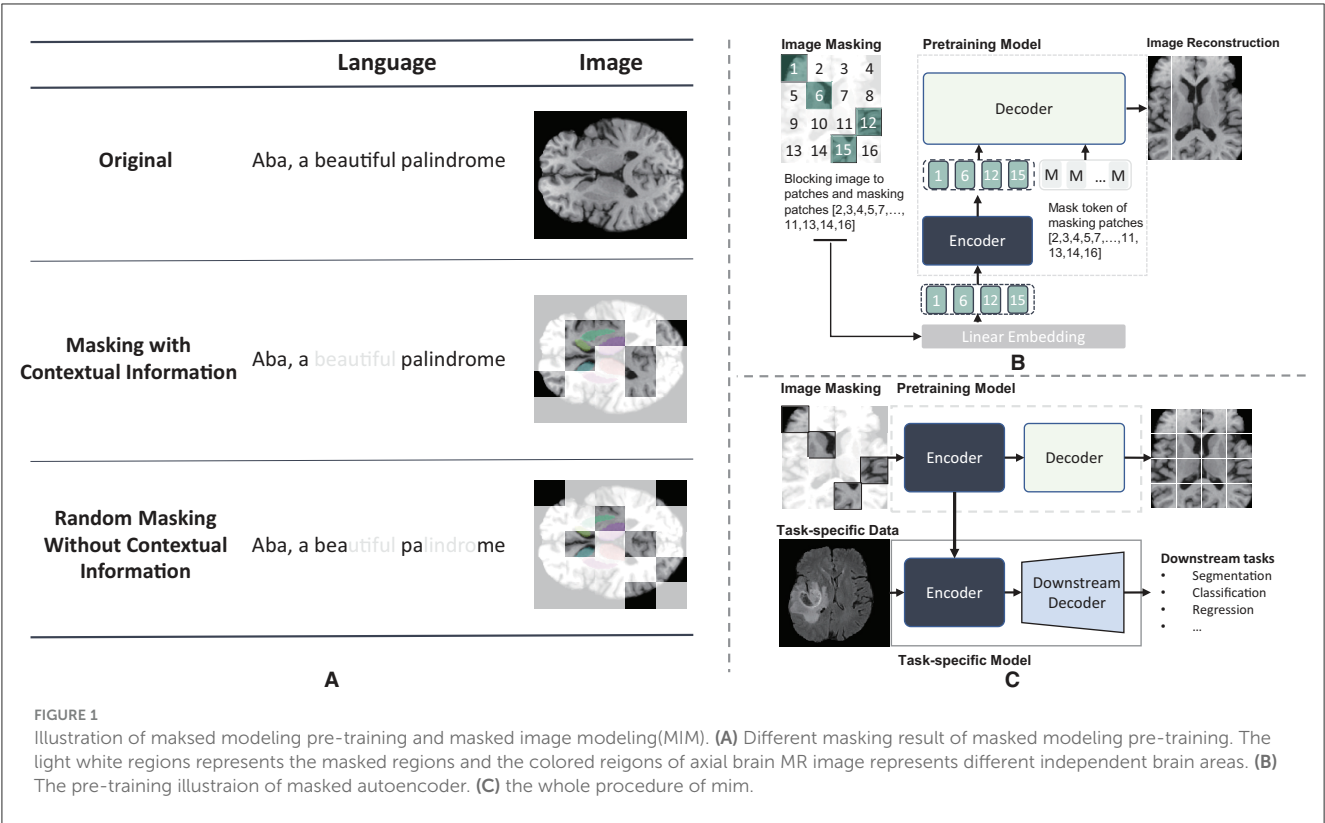 Language Image
Original
Aba, a beautiful palindrome
Masking with
Contextual Information
Aba, a beautiful palindrome
Random Masking
Without Contextual
Information
Aba, a beautiful palindrome
A
Image Masking
1 2 3 4
5 6 7 8
9 10 11 12
13 14 15 16
Blocking image to
patches and masking
patches [2,3,4,5,7,…,
11,13,14,16]
Pretraining Model
Decoder
1 6 12 15
M M ... M
Encoder
Mask token of
masking patches
[2,3,4,5,7,…,11,
13,14,16]
1 6 12 15
Linear Embedding
Image Reconstruction
B
Image Masking Pretraining Model
Encoder Decoder
Task-specific Data
Encoder
Downstream
Decoder
Downstream tasks
• Segmentation
• Classification
• Regression
• ...
Task-specific Model
C
FIGURE 1
Illustration of maksed modeling pre-training and masked image modeling(MIM). (A) Different masking result of masked modeling pre-training. The
light white regions represents the masked regions and the colored reigons of axial brain MR image represents different independent brain areas. (B)
The pre-training illustraion of masked autoencoder. (C) the whole procedure of mim.